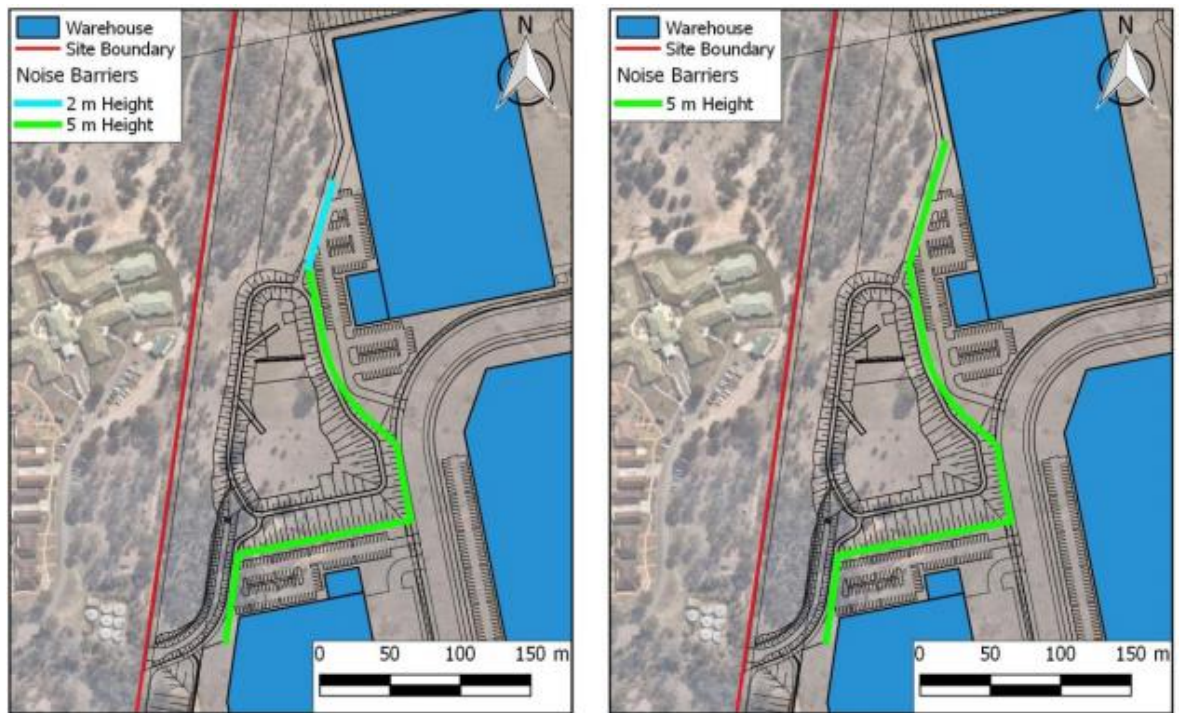 Warehouse
Site Boundary
Noise Barriers
2 m Height
5 m Height
N
0 50 100 150 m
Warehouse
Site Boundary
Noise Barriers
5 m Height
N
0 50 100 150 m